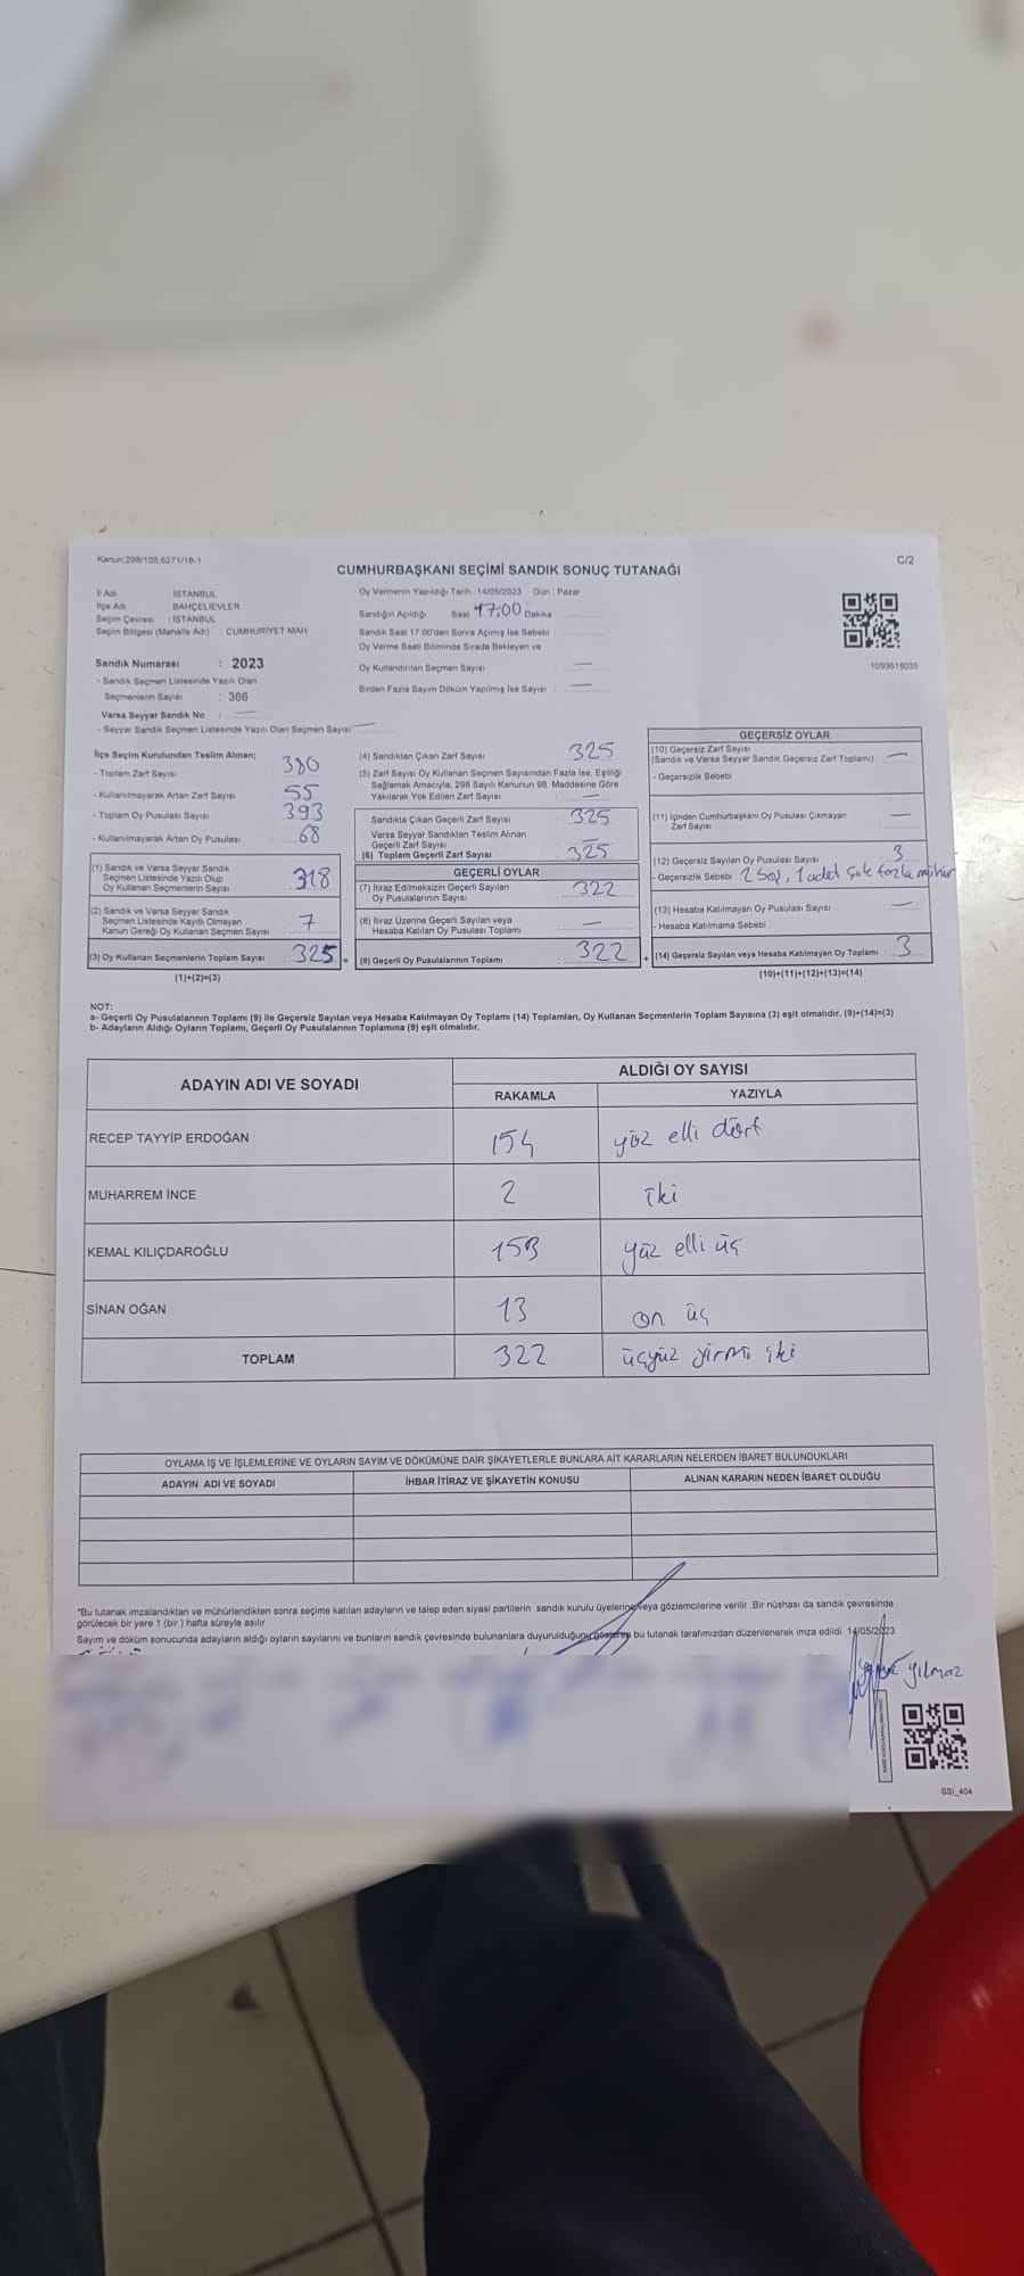 Kanun:298/105,6271/18-1
C/2
CUMHURBAŞKANI SEÇİMİ SANDIK SONUÇ TUTANAĞI
İl Adı : İSTANBUL
İlçe Adı : BAHÇELİEVLER
Seçim Çevresi : İSTANBUL
Seçim Bölgesi (Mahalle Adı) : CUMHURİYET MAH.
Sandık Numarası : 2023
- Sandık Seçmen Listesinde Yazılı Olan
Seçmenlerin Sayısı : 386
Varsa Seyyar Sandık No : —
- Seyyar Sandık Seçmen Listesinde Yazılı Olan Seçmen Sayısı —
Oy Vermenin Yapıldığı Tarih : 14/05/2023 Gün : Pazar
Sandığın Açıldığı Saat 17:00 Dakika
Sandık Saat 17.00'den Sonra Açılmış İse Sebebi
Oy Verme Saati Bitiminde Sırada Bekleyen ve
Oy Kullandırılan Seçmen Sayısı : —
Birden Fazla Sayım Döküm Yapılmış İse Sayısı : —
1093619035
İlçe Seçim Kurulundan Teslim Alınan;
- Toplam Zarf Sayısı 380
- Kullanılmayarak Artan Zarf Sayısı 55
- Toplam Oy Pusulası Sayısı 393
- Kullanılmayarak Artan Oy Pusulası 68
(1) Sandık ve Varsa Seyyar Sandık
Seçmen Listesinde Yazılı Olup
Oy Kullanan Seçmenlerin Sayısı 318
(2) Sandık ve Varsa Seyyar Sandık
Seçmen Listesinde Kayıtlı Olmayan
Kanun Gereği Oy Kullanan Seçmen Sayısı 7
(3) Oy Kullanan Seçmenlerin Toplam Sayısı 325
(1)+(2)=(3)
(4) Sandıktan Çıkan Zarf Sayısı 325
(5) Zarf Sayısı Oy Kullanan Seçmen Sayısından Fazla İse, Eşitliği
Sağlamak Amacıyla, 298 Sayılı Kanunun 98. Maddesine Göre
Yakılarak Yok Edilen Zarf Sayısı : —
Sandıkta Çıkan Geçerli Zarf Sayısı 325
Varsa Seyyar Sandıktan Teslim Alınan
Geçerli Zarf Sayısı
(6) Toplam Geçerli Zarf Sayısı 325
GEÇERLİ OYLAR
(7) İtiraz Edilmeksizin Geçerli Sayılan
Oy Pusulalarının Sayısı 322
(8) İtiraz Üzerine Geçerli Sayılan veya
Hesaba Katılan Oy Pusulası Toplamı : —
(9) Geçerli Oy Pusulalarının Toplamı : 322
GEÇERSİZ OYLAR
(10) Geçersiz Zarf Sayısı
(Sandık ve Varsa Seyyar Sandık Geçersiz Zarf Toplamı) —
- Geçersizlik Sebebi
(11) İçinden Cumhurbaşkanı Oy Pusulası Çıkmayan
Zarf Sayısı —
(12) Geçersiz Sayılan Oy Pusulası Sayısı 3
- Geçersizlik Sebebi 2 1 adet fazla mühür
(13) Hesaba Katılmayan Oy Pusulası Sayısı —
- Hesaba Katılmama Sebebi
(14) Geçersiz Sayılan veya Hesaba Katılmayan Oy Toplamı 3
(10)+(11)+(12)+(13)=(14)
NOT:
a- Geçerli Oy Pusulalarının Toplamı (9) ile Geçersiz Sayılan veya Hesaba Katılmayan Oy Toplamı (14) Toplamları, Oy Kullanan Seçmenlerin Toplam Sayısına (3) eşit olmalıdır. (9)+(14)=(3)
b- Adayların Aldığı Oyların Toplamı, Geçerli Oy Pusulalarının Toplamına (9) eşit olmalıdır.
ADAYIN ADI VE SOYADI
ALDIĞI OY SAYISI
RAKAMLA YAZIYLA
RECEP TAYYİP ERDOĞAN 154 yüz elli dört
MUHARREM İNCE 2 iki
KEMAL KILIÇDAROĞLU 153 yüz elli üç
SİNAN OĞAN 13 on üç
TOPLAM 322 üçyüz yirmi iki
OYLAMA İŞ VE İŞLEMLERİNE VE OYLARIN SAYIM VE DÖKÜMÜNE DAİR ŞİKAYETLERLE BUNLARA AİT KARARLARIN NELERDEN İBARET BULUNDUKLARI
ADAYIN ADI VE SOYADI İHBAR İTİRAZ VE ŞİKAYETİN KONUSU ALINAN KARARIN NEDEN İBARET OLDUĞU
*Bu tutanak imzalandıktan ve mühürlendikten sonra seçime katılan adayların ve talep eden siyasi partilerin sandık kurulu üyelerine veya gözlemcilerine verilir. Bir nüshası da sandık çevresinde
görülecek bir yere 1 (bir) hafta süreyle asılır.
Sayım ve döküm sonucunda adayların aldığı oyların sayılarını ve bunların sandık çevresinde bulunanlara duyurulduğunu gösteren bu tutanak tarafımızdan düzenlenerek imza edildi. 14/05/2023
Yılmaz
GSI_404